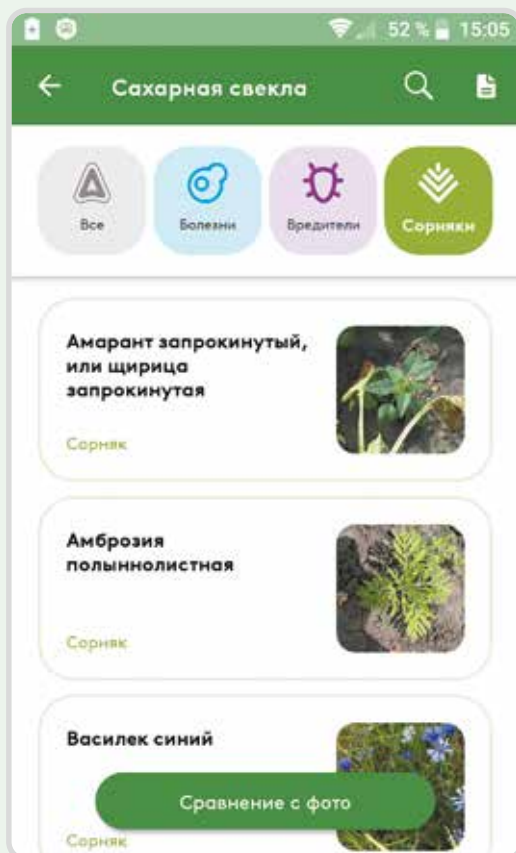 52 % 15:05
Сахарная свекла
Все
Болезни
Вредители
Сорняки
Амарант запрокинутый,
или щирица
запрокинутая
Сорняк
Амброзия
полыннолистная
Сорняк
Василек синий
Сравнение с фото
Сорняк